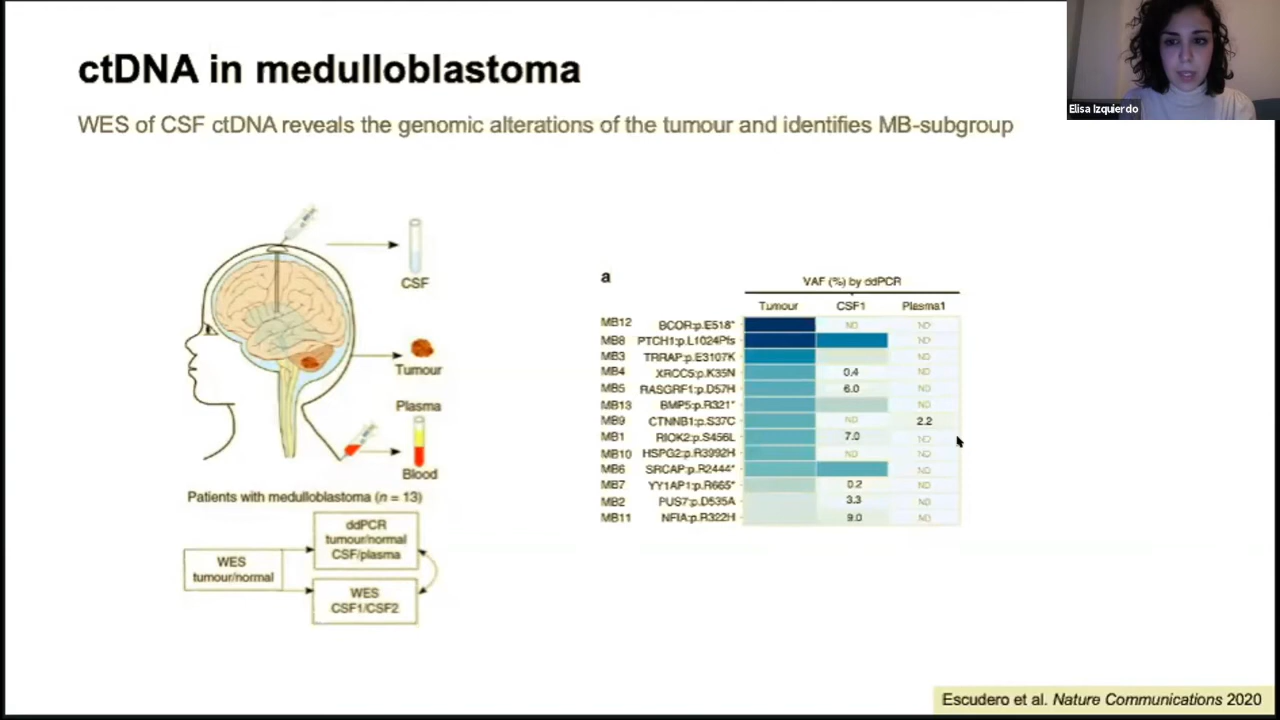 ctDNA in medulloblastoma
Elisa Izquierdo
WES of CSF ctDNA reveals the genomic alterations of the tumour and identifies MB-subgroup
CSF
Tumour
Plasma
Blood
Patients with medulloblastoma (n = 13)
WES
tumour/normal
ddPCR
tumour/normal
CSF/plasma
WES
CSF1/CSF2
a
VAF (%) by ddPCR
Tumour CSF1 Plasma1
MB12 BCOR:p.E518* ND ND
MB8 PTCH1:p.L1024Pfs ND
MB3 TRRAP:p.E3107K ND
MB4 XRCC5:p.K35N 0.4 ND
MB5 RASGRF1:p.D57H 6.0 ND
MB13 BMP5:p.R321* ND
MB9 CTNNB1:p.S37C ND 2.2
MB1 RIOK2:p.S456L 7.0 ND
MB10 HSPG2:p.R3992H ND ND
MB6 SRCAP:p.R2444* ND
MB7 YY1AP1:p.R665* 0.2 ND
MB2 PUS7:p.D535A 3.3 ND
MB11 NFIA:p.R322H 9.0 ND
Escudero et al. Nature Communications 2020